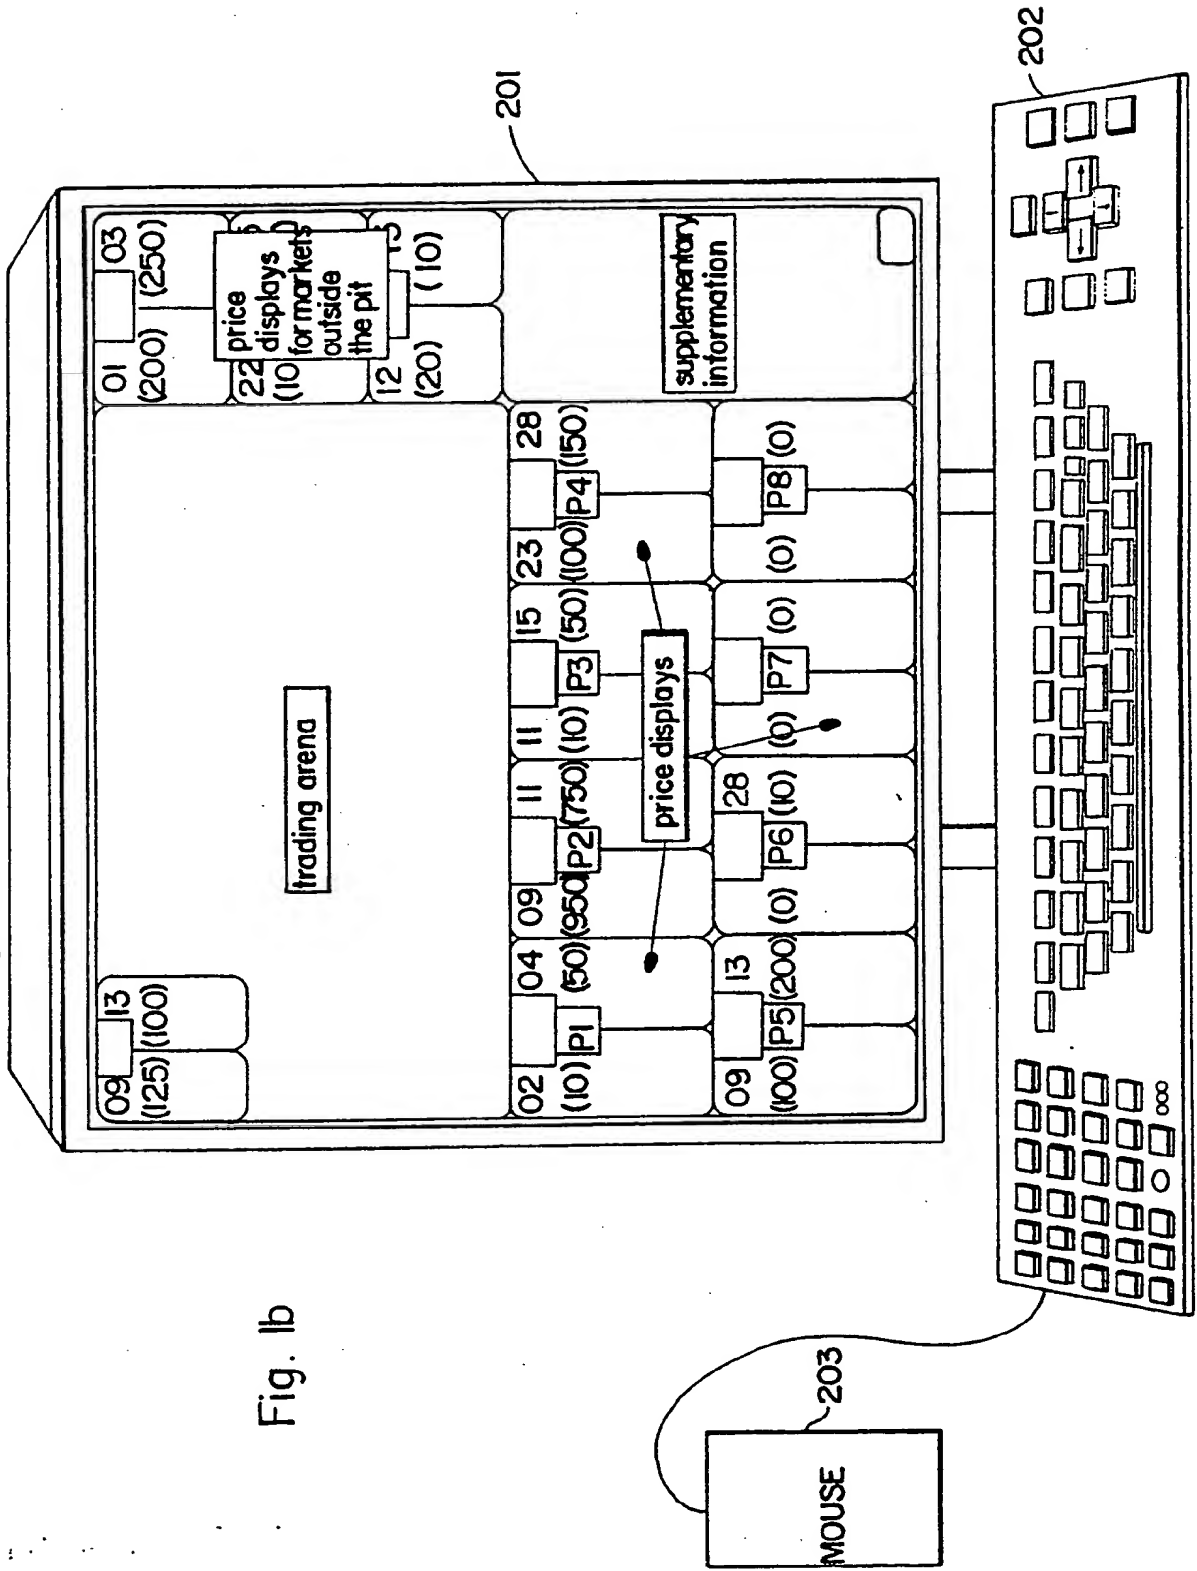 Fig. 1b
201
202
203
MOUSE
09 13
(125) (100)
trading arena
01 03
(200) (250)
22
(10
12 13
(20) (10)
price
displays
for markets
outside
the pit
supplementary
information
02 04
(10) P1 (50)
09 11
(950) P2 (750)
11 15
(10) P3 (50)
23 28
(100) P4 (150)
price displays
09 13
(100) P5 (200)
28
(0) P6 (10)
(0) P7 (0)
(0) P8 (0)